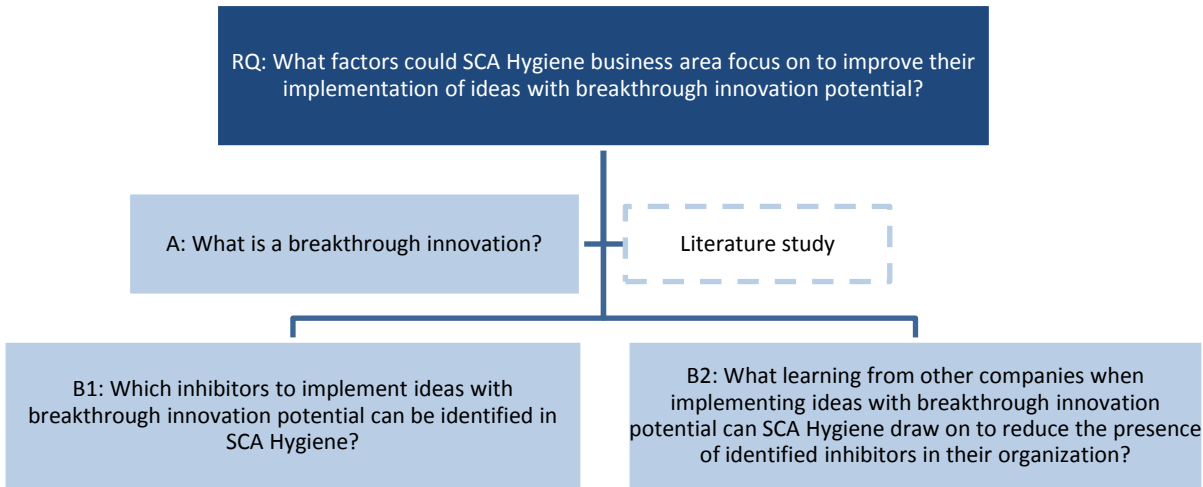 RQ: What factors could SCA Hygiene business area focus on to improve their
implementation of ideas with breakthrough innovation potential?
A: What is a breakthrough innovation?
Literature study
B1: Which inhibitors to implement ideas with
breakthrough innovation potential can be identified in
SCA Hygiene?
B2: What learning from other companies when
implementing ideas with breakthrough innovation
potential can SCA Hygiene draw on to reduce the presence
of identified inhibitors in their organization?